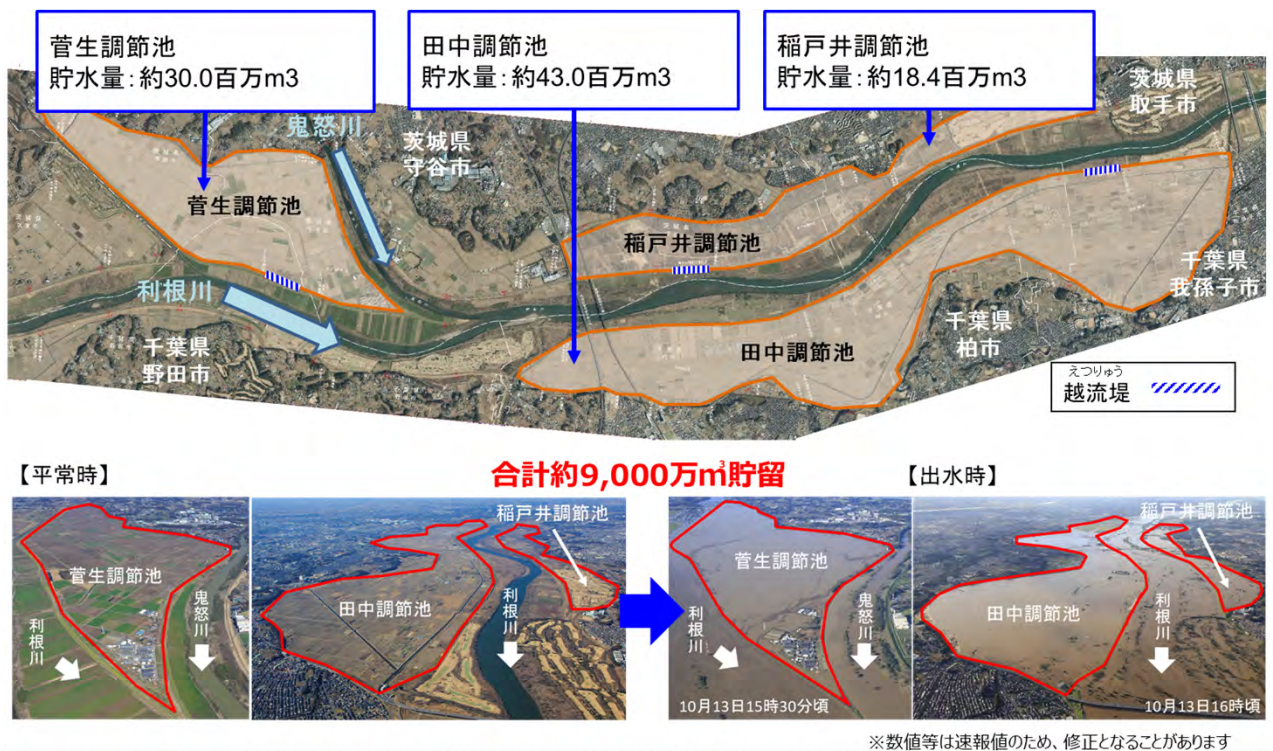 菅生調節池
貯水量：約30.0百万m3
田中調節池
貯水量：約43.0百万m3
稲戸井調節池
貯水量：約18.4百万m3
茨城県
取手市
鬼怒川
茨城県
守谷市
菅生調節池
稲戸井調節池
利根川
千葉県
我孫子市
千葉県
野田市
田中調節池
千葉県
柏市
えつりゅう
越流堤
【平常時】
合計約9,000万㎥貯留
【出水時】
菅生調節池
利根川
鬼怒川
稲戸井調節池
田中調節池
利根川
菅生調節池
利根川
鬼怒川
10月13日15時30分頃
稲戸井調節池
田中調節池
利根川
10月13日16時頃
※数値等は速報値のため、修正となることがあります